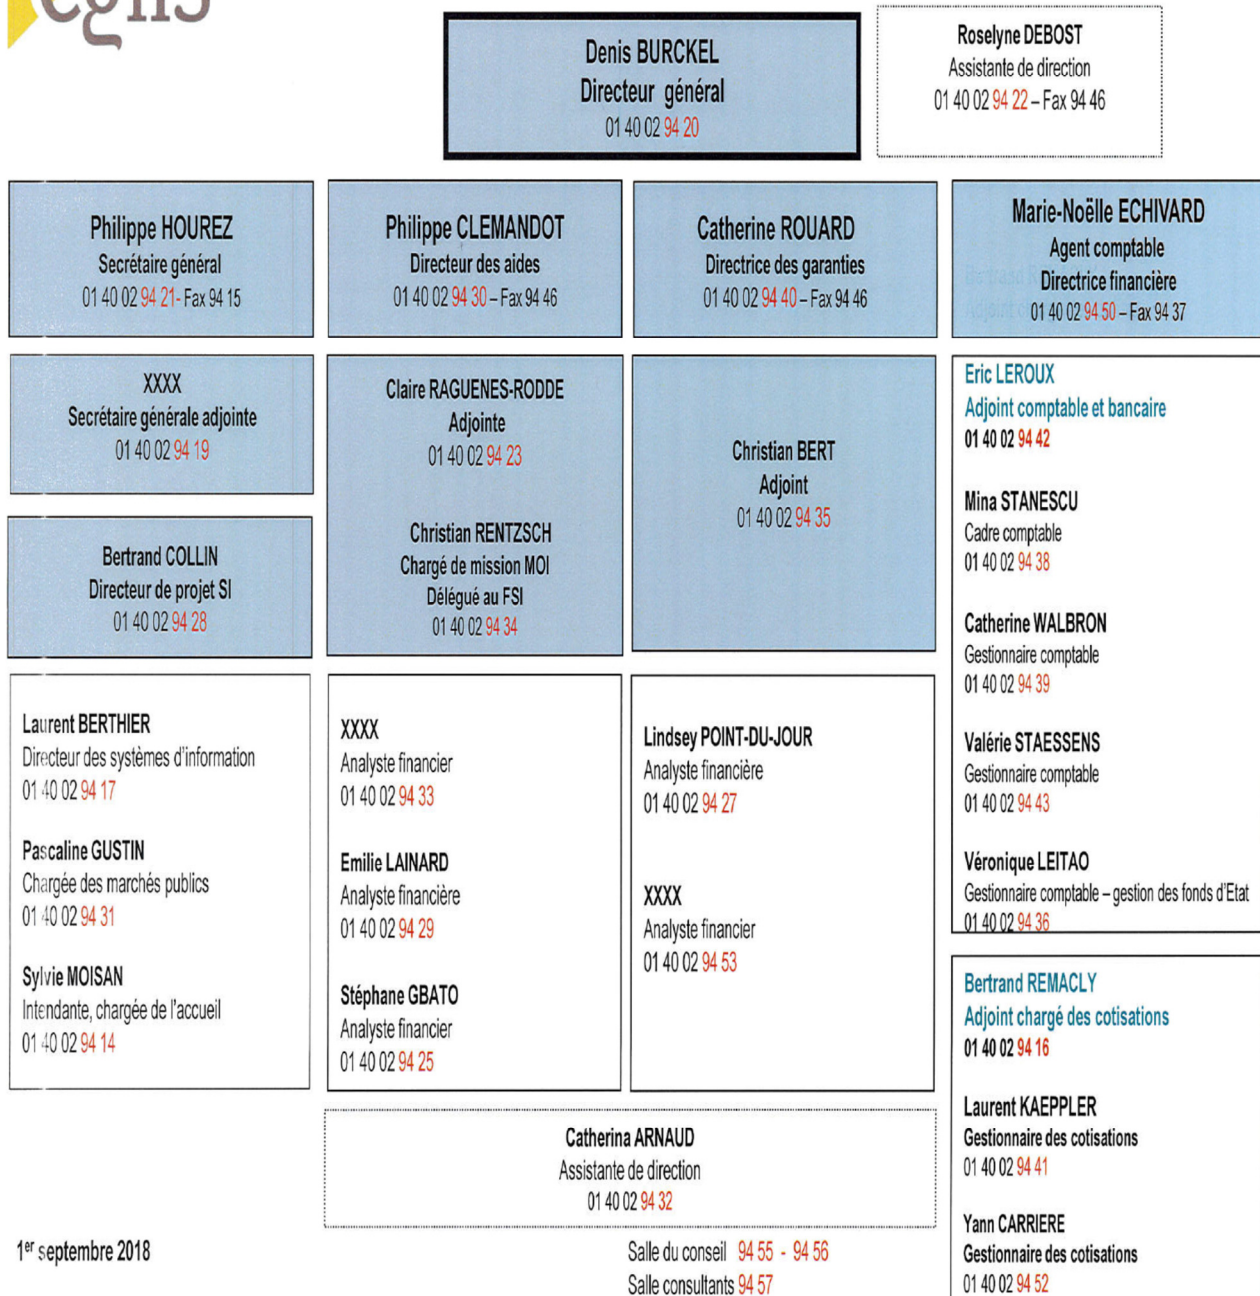 cglls
Denis BURCKEL
Directeur général
01 40 02 94 20
Roselyne DEBOST
Assistante de direction
01 40 02 94 22 – Fax 94 46
Philippe HOUREZ
Secrétaire général
01 40 02 94 21- Fax 94 15
Philippe CLEMANDOT
Directeur des aides
01 40 02 94 30 – Fax 94 46
Catherine ROUARD
Directrice des garanties
01 40 02 94 40 – Fax 94 46
Marie-Noëlle ECHIVARD
Agent comptable
Directrice financière
01 40 02 94 50 – Fax 94 37
XXXX
Secrétaire générale adjointe
01 40 02 94 19
Bertrand COLLIN
Directeur de projet SI
01 40 02 94 28
Claire RAGUENES-RODDE
Adjointe
01 40 02 94 23
Christian RENTZSCH
Chargé de mission MOI
Délégué au FSI
01 40 02 94 34
Christian BERT
Adjoint
01 40 02 94 35
Eric LEROUX
Adjoint comptable et bancaire
01 40 02 94 42
Mina STANESCU
Cadre comptable
01 40 02 94 38
Catherine WALBRON
Gestionnaire comptable
01 40 02 94 39
Valérie STAESSENS
Gestionnaire comptable
01 40 02 94 43
Véronique LEITAO
Gestionnaire comptable – gestion des fonds d'Etat
01 40 02 94 36
Laurent BERTHIER
Directeur des systèmes d'information
01 40 02 94 17
Pascaline GUSTIN
Chargée des marchés publics
01 40 02 94 31
Sylvie MOISAN
Intendante, chargée de l'accueil
01 40 02 94 14
XXXX
Analyste financier
01 40 02 94 33
Emilie LAINARD
Analyste financière
01 40 02 94 29
Stéphane GBATO
Analyste financier
01 40 02 94 25
Lindsey POINT-DU-JOUR
Analyste financière
01 40 02 94 27
XXXX
Analyste financier
01 40 02 94 53
Bertrand REMACLY
Adjoint chargé des cotisations
01 40 02 94 16
Laurent KAEPPLER
Gestionnaire des cotisations
01 40 02 94 41
Yann CARRIERE
Gestionnaire des cotisations
01 40 02 94 52
Catherina ARNAUD
Assistante de direction
01 40 02 94 32
1er septembre 2018
Salle du conseil 94 55 - 94 56
Salle consultants 94 57